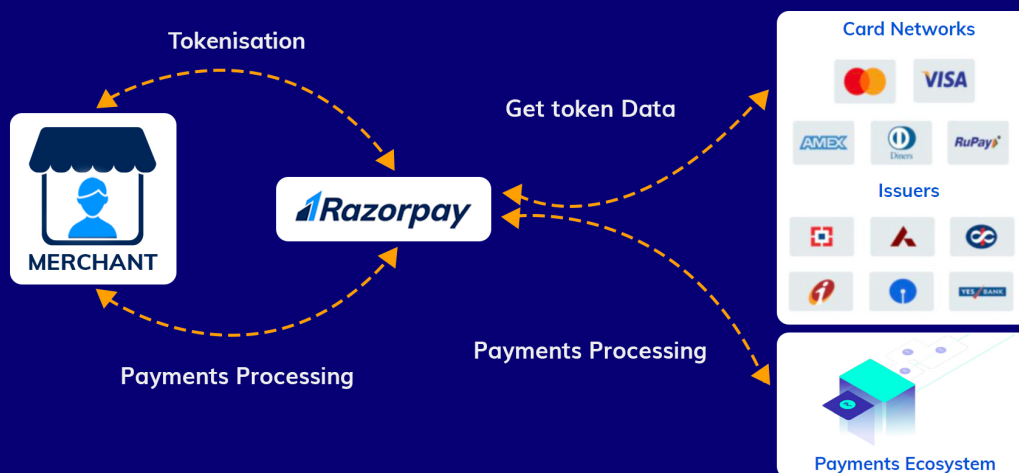 Tokenisation
Card Networks
VISA
Get token Data
AMEX
Diners
RuPay
Issuers
Razorpay
MERCHANT
YES BANK
Payments Processing
Payments Processing
Payments Ecosystem